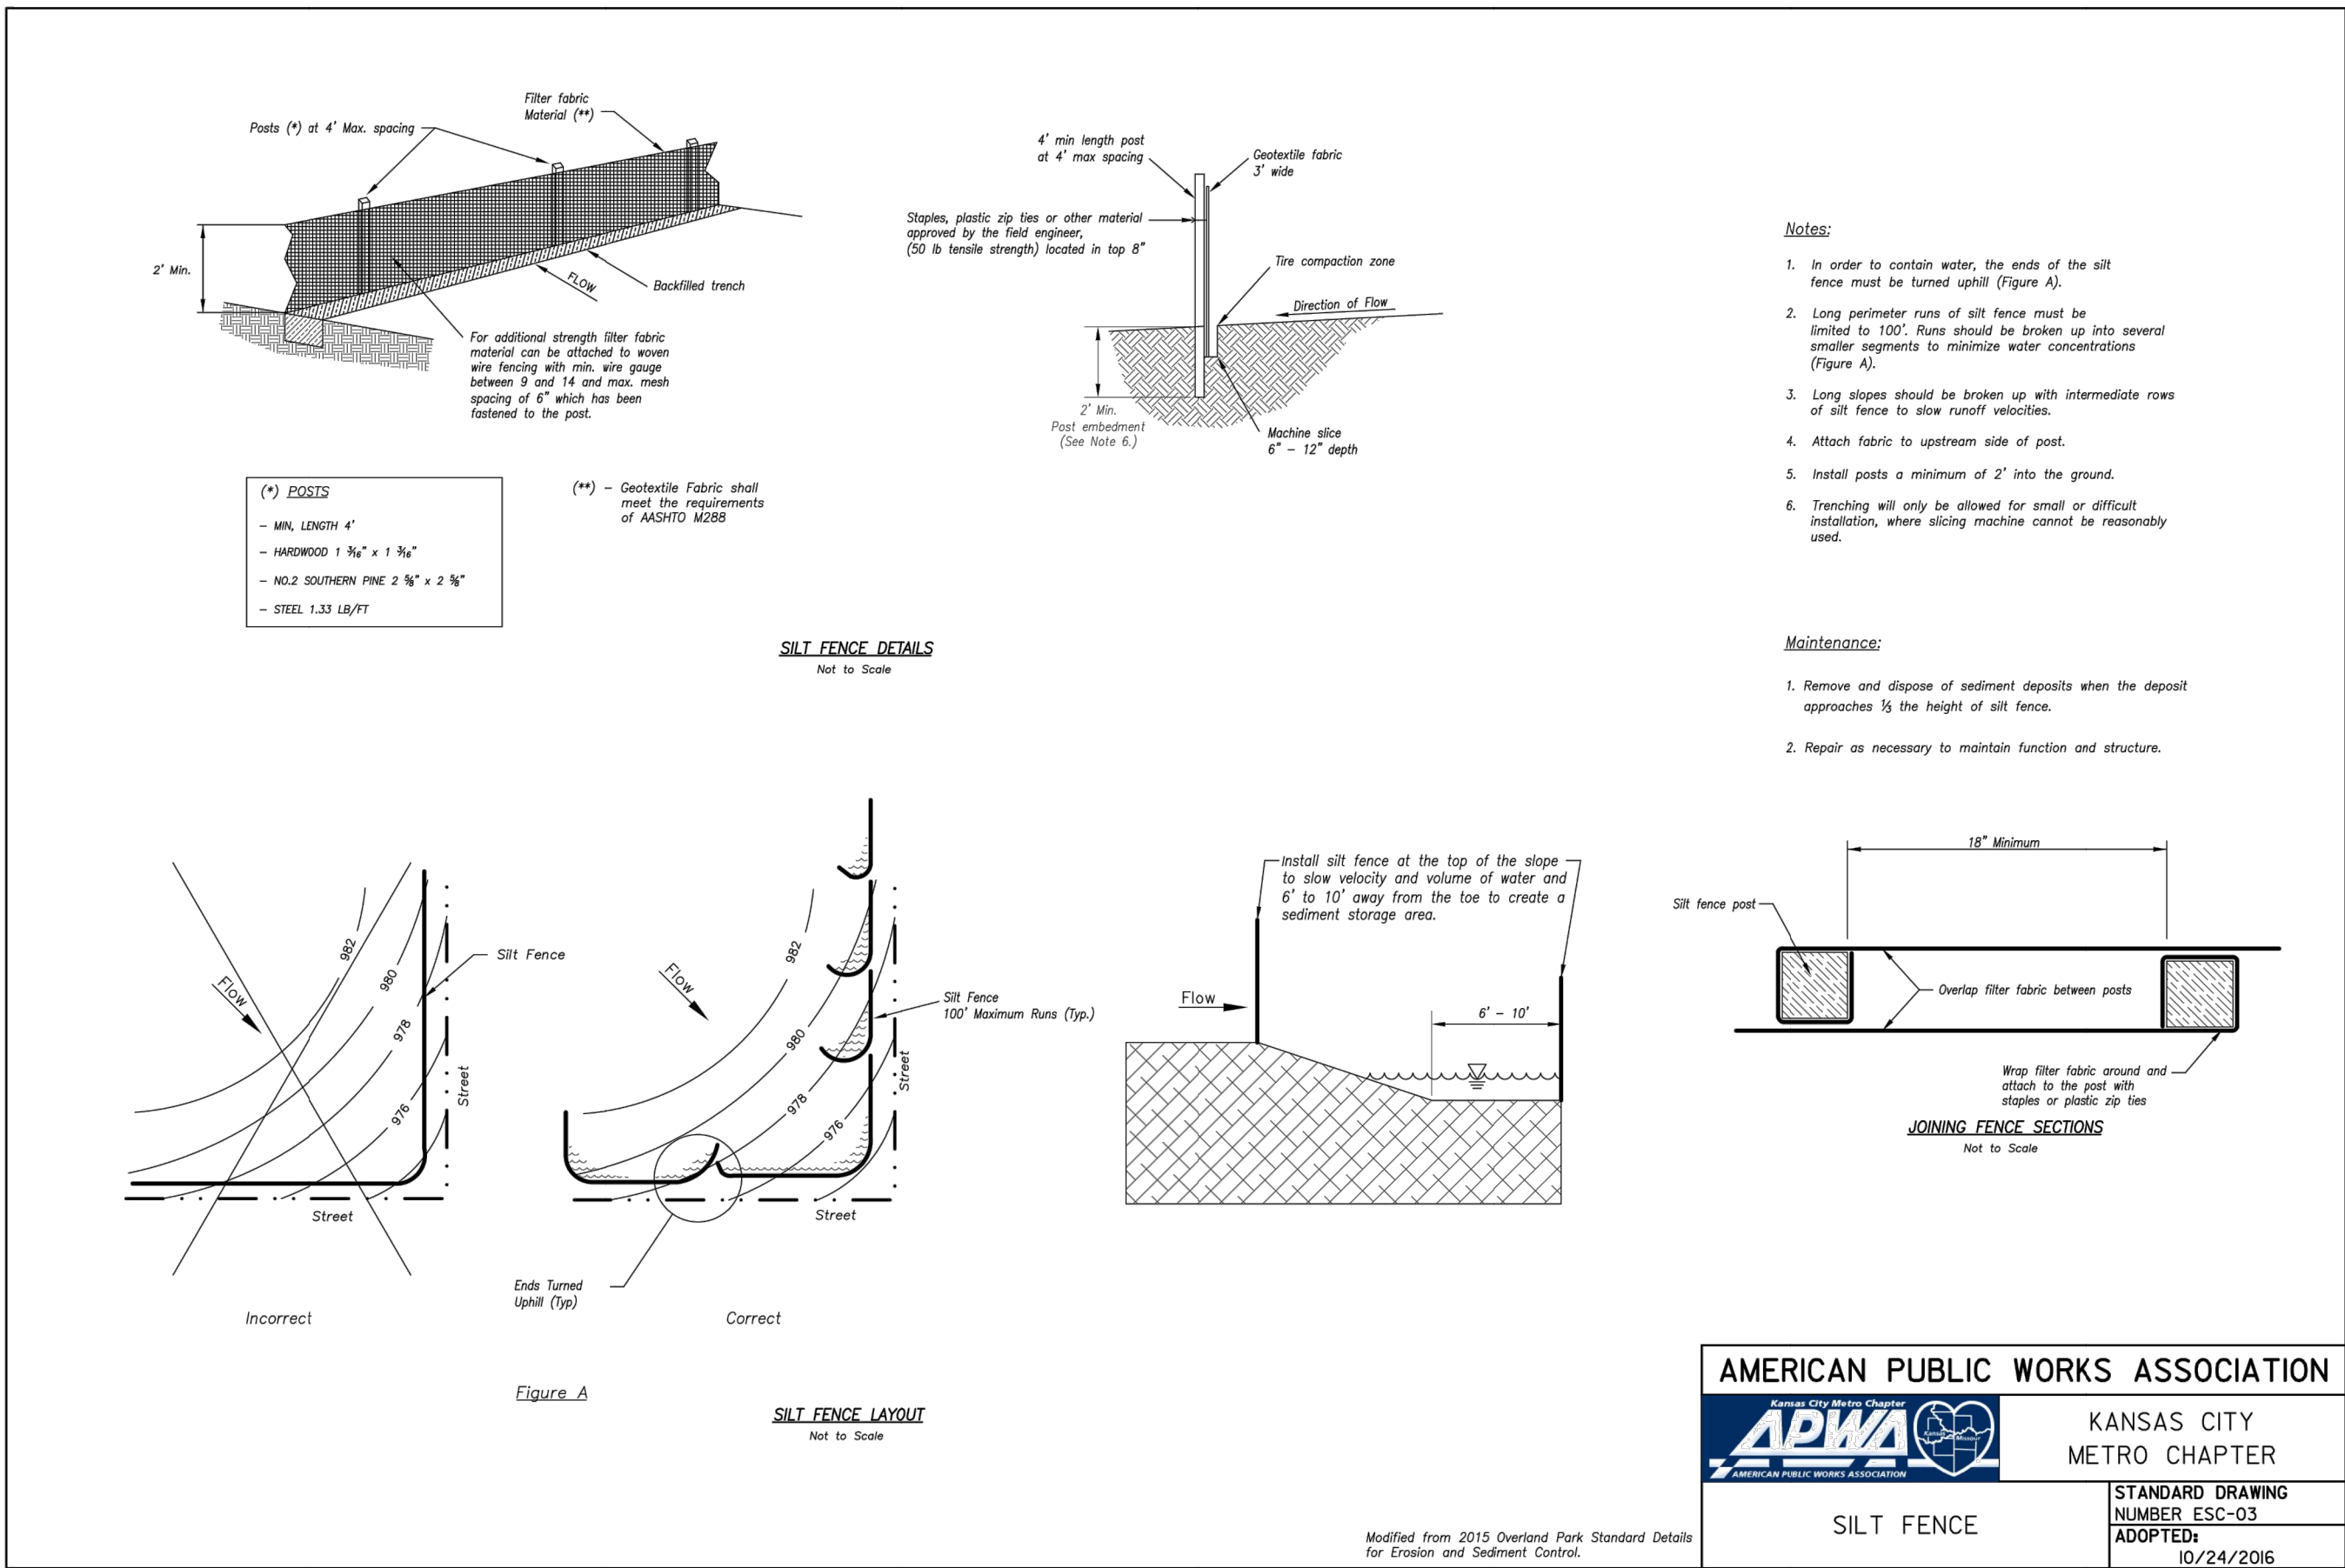 Filter fabric
Material (**)
Posts (*) at 4' Max. spacing
2' Min.
FLOW
Backfilled trench
For additional strength filter fabric
material can be attached to woven
wire fencing with min. wire gauge
between 9 and 14 and max. mesh
spacing of 6" which has been
fastened to the post.
(*) POSTS
– MIN, LENGTH 4'
– HARDWOOD 1 3/16" x 1 3/16"
– NO.2 SOUTHERN PINE 2 5/8" x 2 5/8"
– STEEL 1.33 LB/FT
(**) – Geotextile Fabric shall
meet the requirements
of AASHTO M288
4' min length post
at 4' max spacing
Geotextile fabric
3' wide
Staples, plastic zip ties or other material
approved by the field engineer,
(50 lb tensile strength) located in top 8"
Tire compaction zone
Direction of Flow
2' Min.
Post embedment
(See Note 6.)
Machine slice
6" – 12" depth
SILT FENCE DETAILS
Not to Scale
Notes:
1. In order to contain water, the ends of the silt
fence must be turned uphill (Figure A).
2. Long perimeter runs of silt fence must be
limited to 100'. Runs should be broken up into several
smaller segments to minimize water concentrations
(Figure A).
3. Long slopes should be broken up with intermediate rows
of silt fence to slow runoff velocities.
4. Attach fabric to upstream side of post.
5. Install posts a minimum of 2' into the ground.
6. Trenching will only be allowed for small or difficult
installation, where slicing machine cannot be reasonably
used.
Maintenance:
1. Remove and dispose of sediment deposits when the deposit
approaches 1/3 the height of silt fence.
2. Repair as necessary to maintain function and structure.
982
980
978
976
Flow
Silt Fence
Street
Street
Incorrect
982
980
978
976
Flow
Silt Fence
100' Maximum Runs (Typ.)
Street
Street
Ends Turned
Uphill (Typ)
Correct
Figure A
SILT FENCE LAYOUT
Not to Scale
Install silt fence at the top of the slope
to slow velocity and volume of water and
6' to 10' away from the toe to create a
sediment storage area.
Flow
6' – 10'
18" Minimum
Silt fence post
Overlap filter fabric between posts
Wrap filter fabric around and
attach to the post with
staples or plastic zip ties
JOINING FENCE SECTIONS
Not to Scale
AMERICAN PUBLIC WORKS ASSOCIATION
Kansas City Metro Chapter
APWA
Kansas
Missouri
AMERICAN PUBLIC WORKS ASSOCIATION
KANSAS CITY
METRO CHAPTER
SILT FENCE
STANDARD DRAWING
NUMBER ESC-03
ADOPTED:
10/24/2016
Modified from 2015 Overland Park Standard Details
for Erosion and Sediment Control.